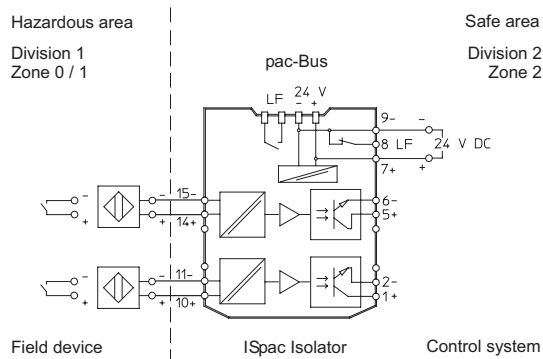 Hazardous area
Safe area
Division 1
Zone 0 / 1
Division 2
Zone 2
pac-Bus
LF 24 V
- +
9- -
8 LF 24 V DC
7+ +
- - 15- 6-
+ + 14+ 5+
- - 11- 2-
+ + 10+ 1+
Field device
ISpac Isolator
Control system